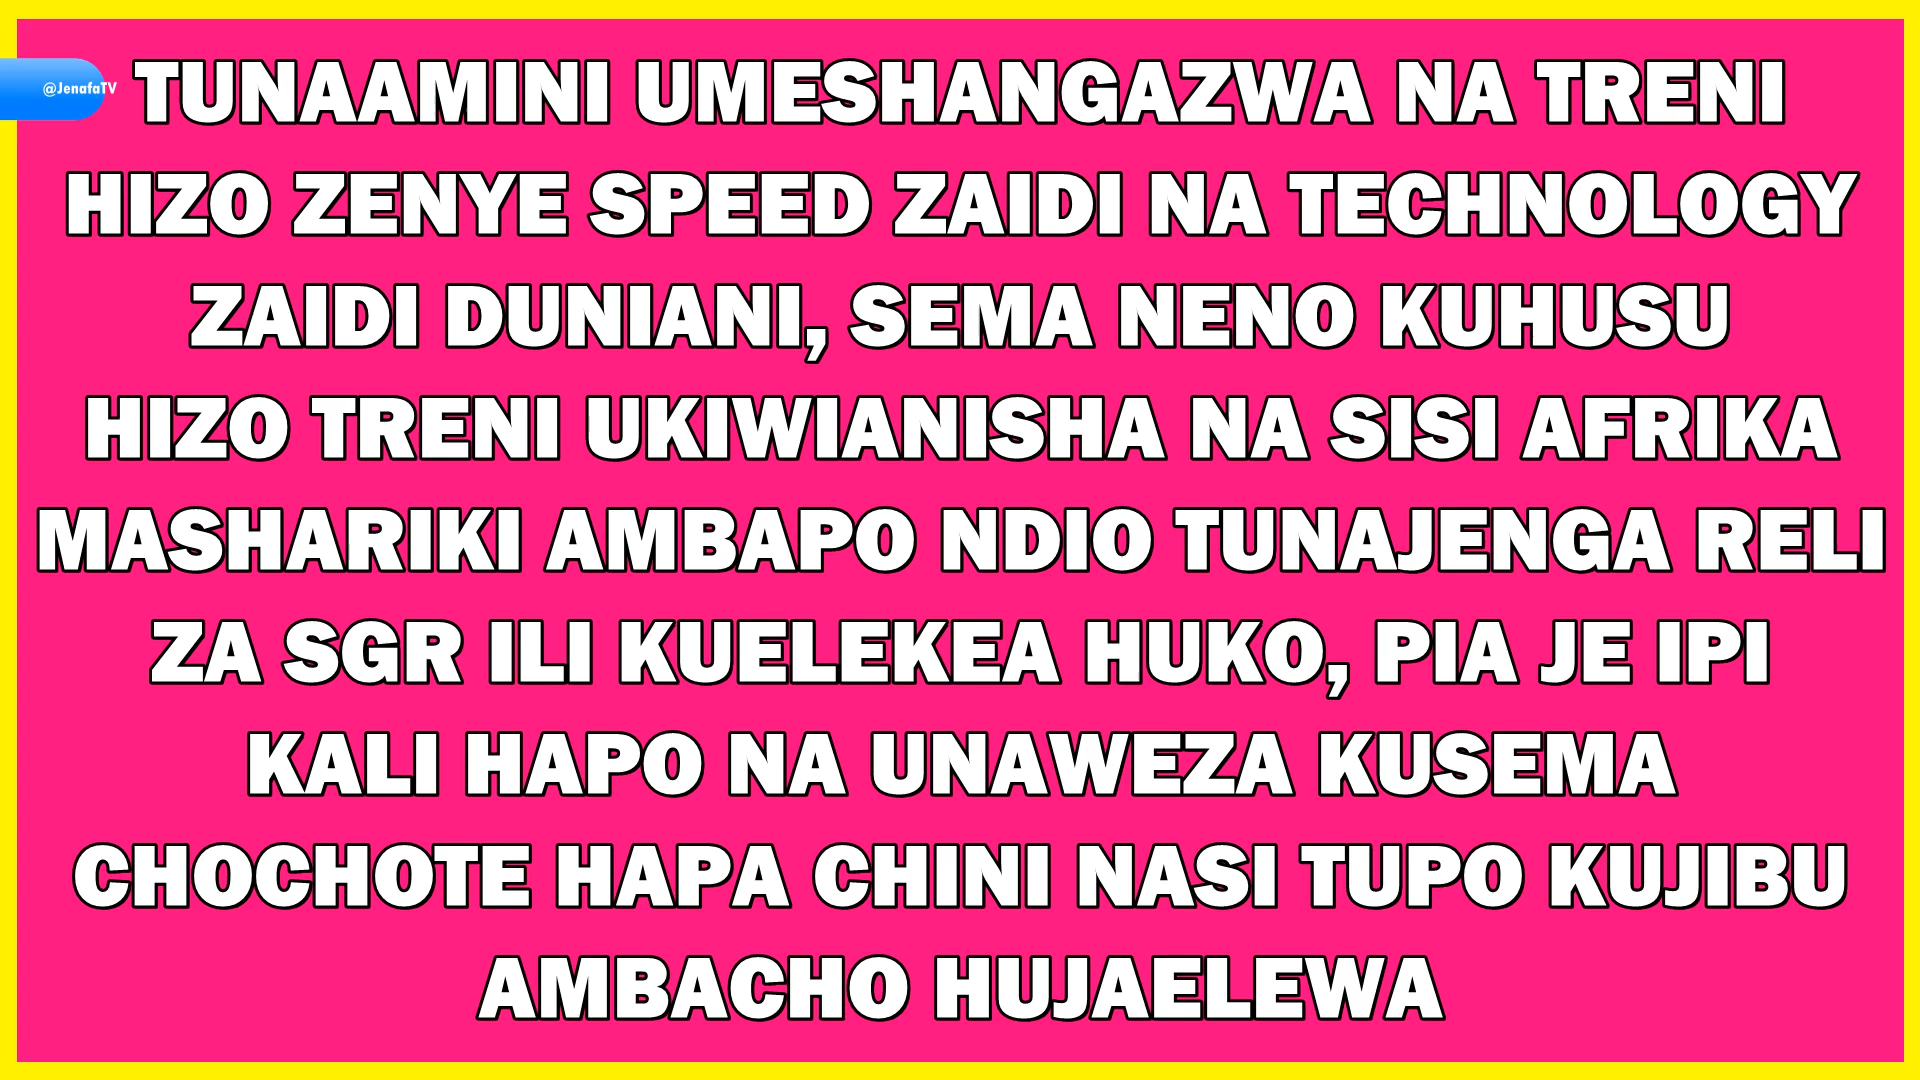 @JenafaTV
TUNAAMINI UMESHANGAZWA NA TRENI
HIZO ZENYE SPEED ZAIDI NA TECHNOLOGY
ZAIDI DUNIANI, SEMA NENO KUHUSU
HIZO TRENI UKIWIANISHA NA SISI AFRIKA
MASHARIKI AMBAPO NDIO TUNAJENGA RELI
ZA SGR ILI KUELEKEA HUKO, PIA JE IPI
KALI HAPO NA UNAWEZA KUSEMA
CHOCHOTE HAPA CHINI NASI TUPO KUJIBU
AMBACHO HUJAELEWA